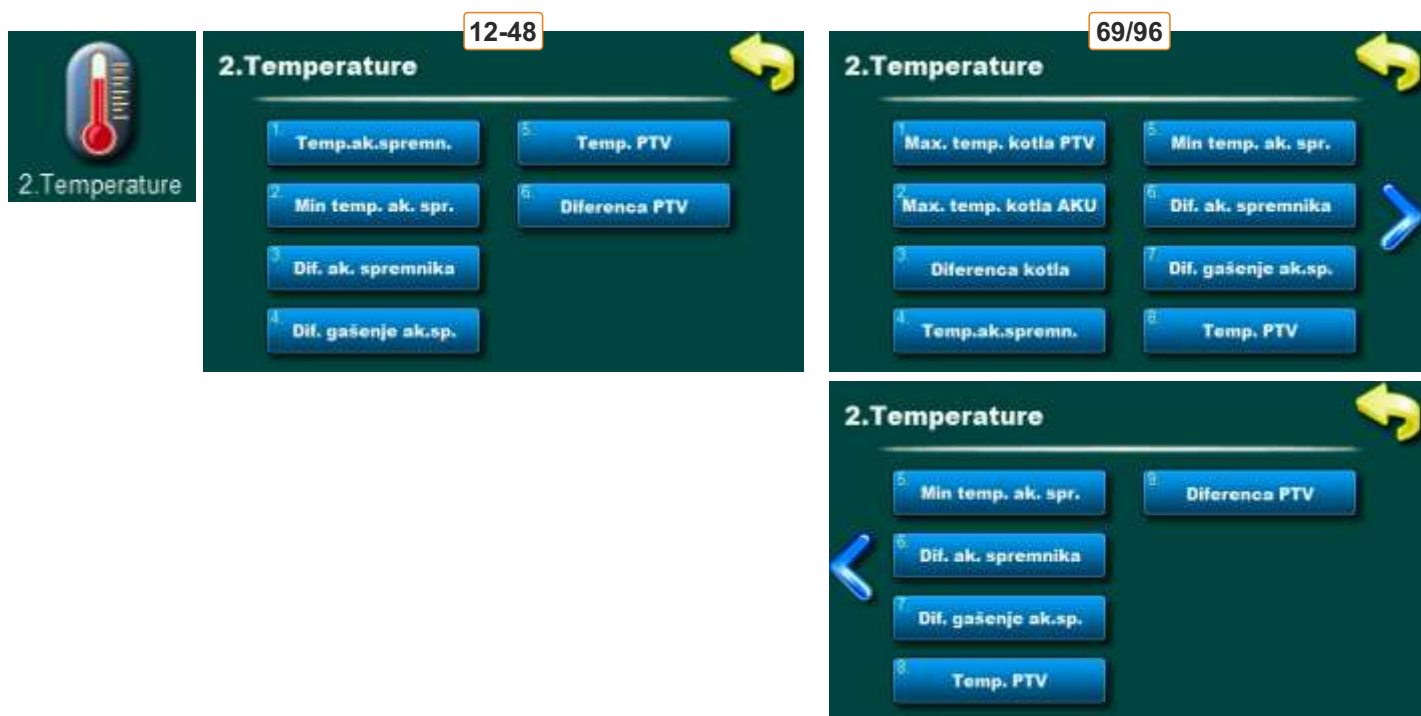 12-48
69/96
2.Temperature
2.Temperature
1. Temp.ak.spremn.
2. Min temp. ak. spr.
3. Dif. ak. spremnika
4. Dif. gašenje ak.sp.
5. Temp. PTV
6. Diferenca PTV
2.Temperature
1. Max. temp. kotla PTV
2. Max. temp. kotla AKU
3. Diferenca kotla
4. Temp.ak.spremn.
5. Min temp. ak. spr.
6. Dif. ak. spremnika
7. Dif. gašenje ak.sp.
8. Temp. PTV
2.Temperature
5. Min temp. ak. spr.
6. Dif. ak. spremnika
7. Dif. gašenje ak.sp.
8. Temp. PTV
9. Diferenca PTV